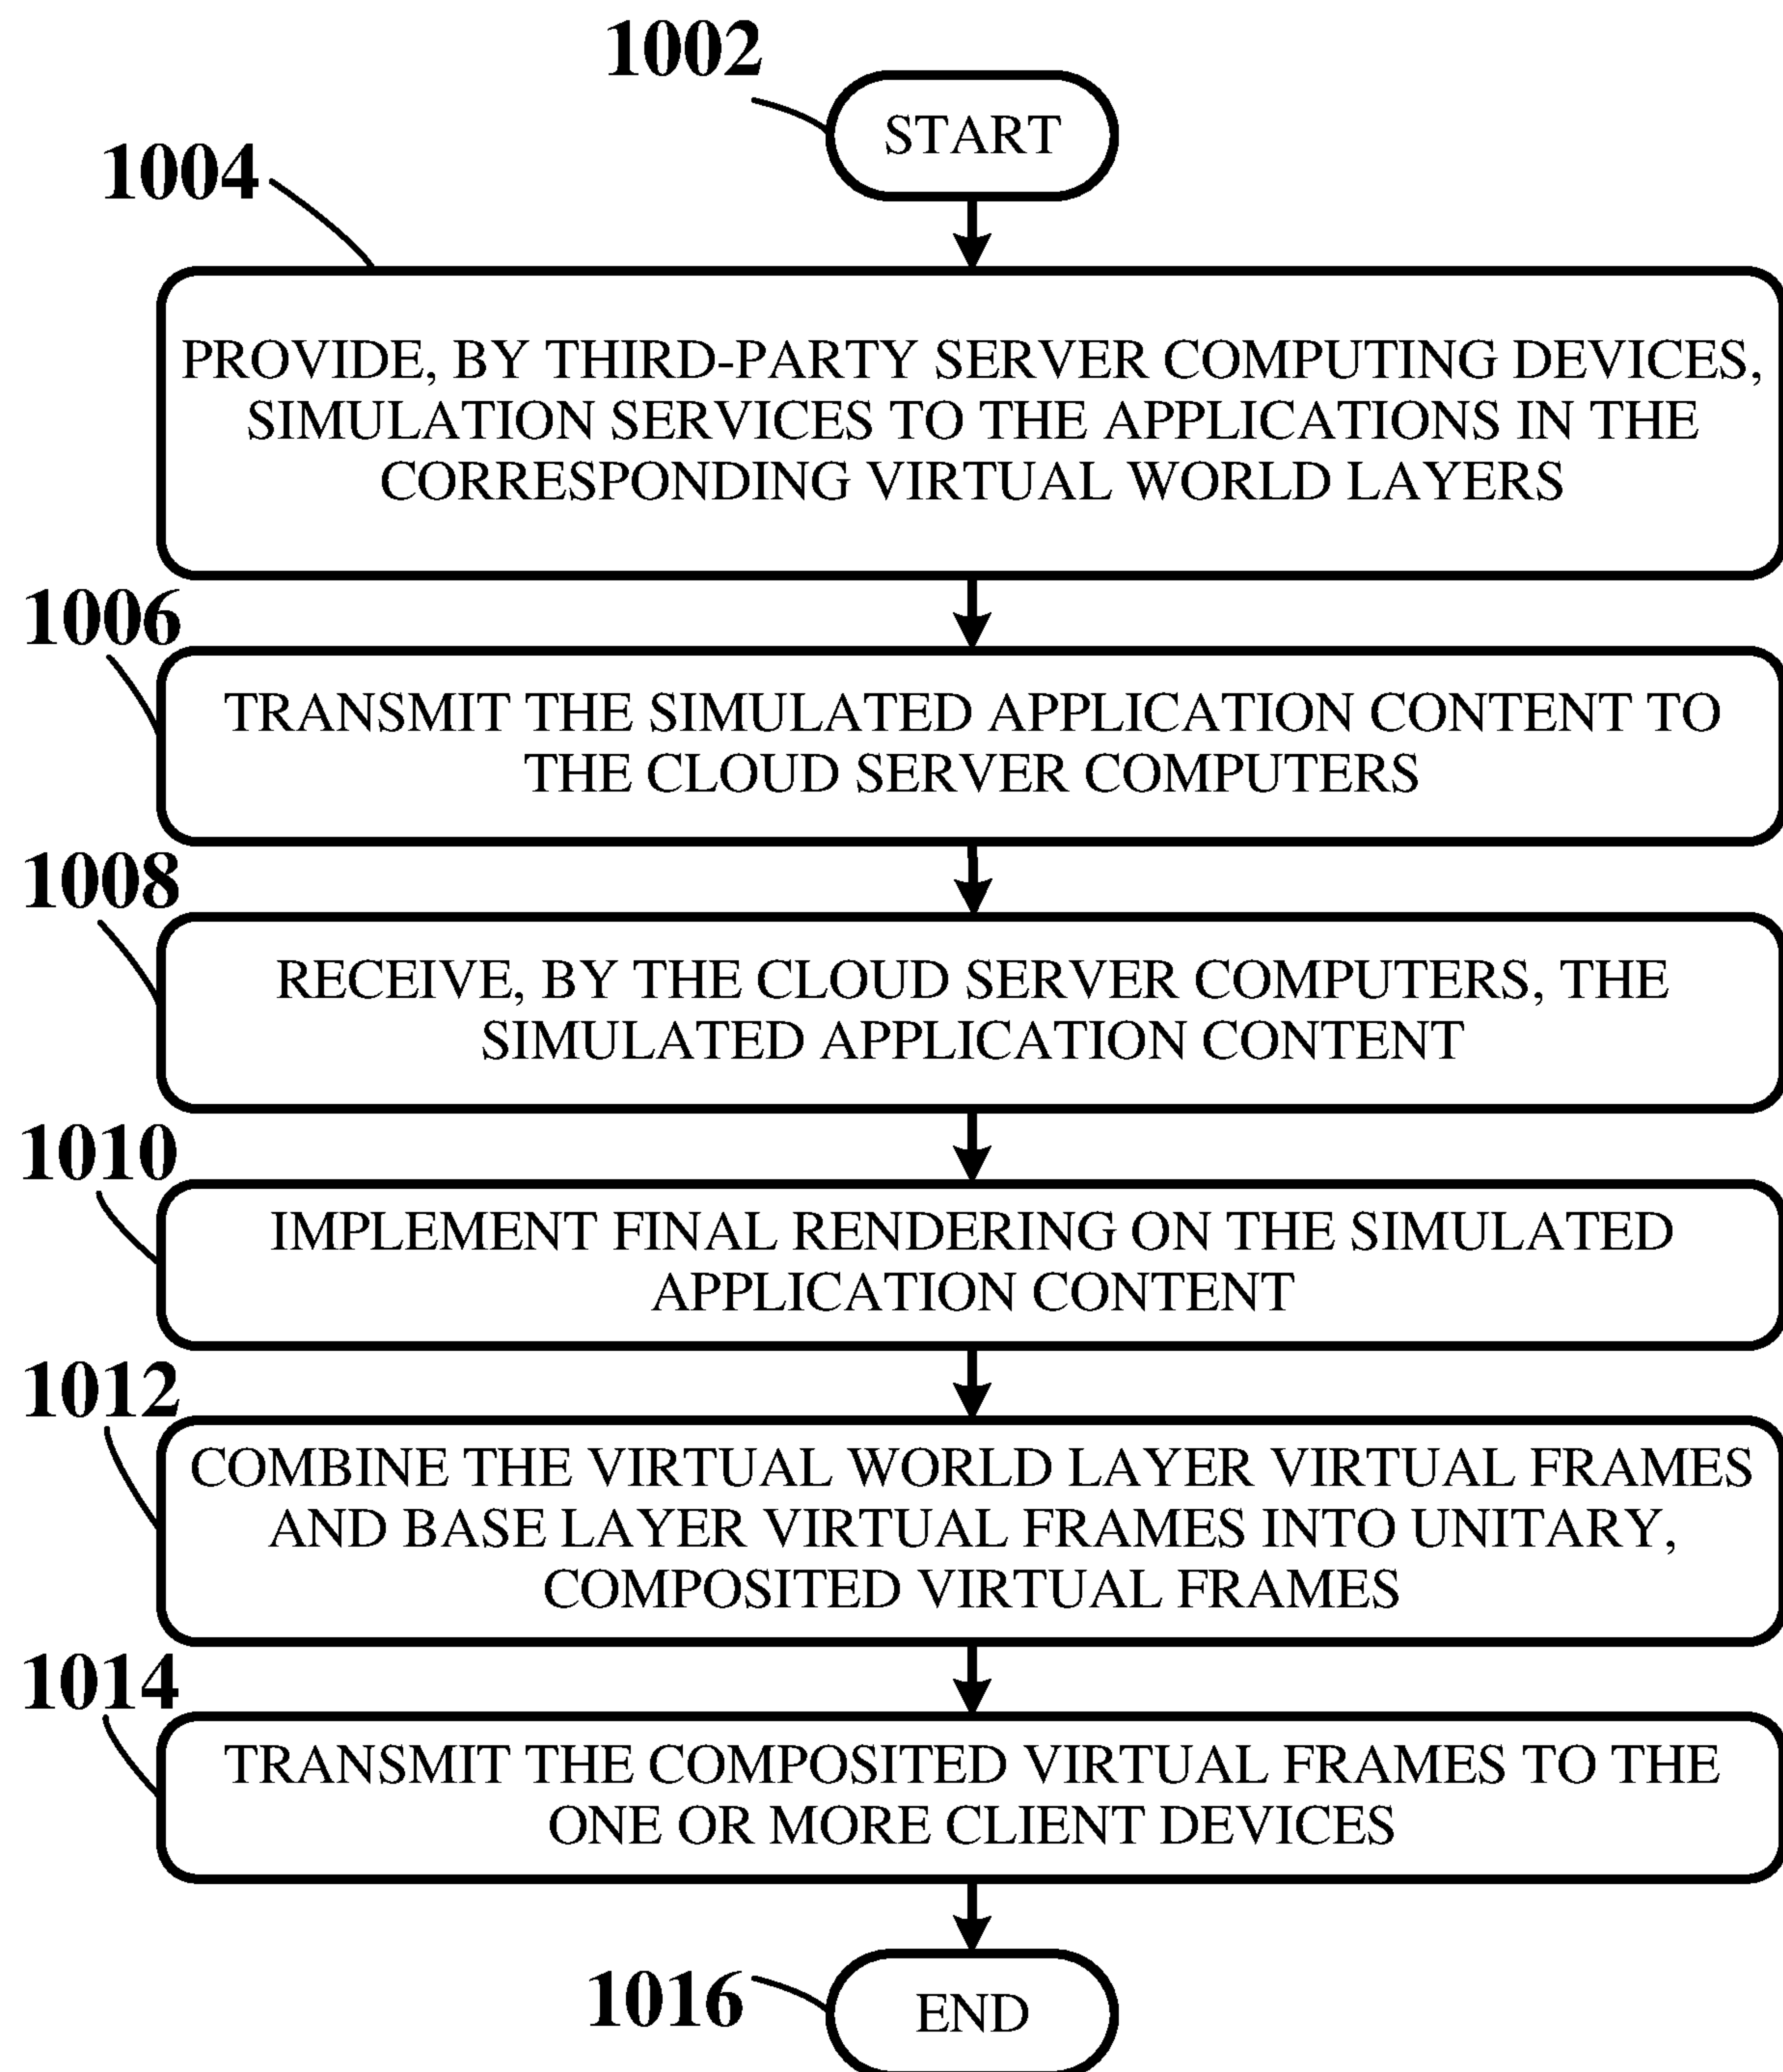 1002
START
1004
PROVIDE, BY THIRD-PARTY SERVER COMPUTING DEVICES,
SIMULATION SERVICES TO THE APPLICATIONS IN THE
CORRESPONDING VIRTUAL WORLD LAYERS
1006
TRANSMIT THE SIMULATED APPLICATION CONTENT TO
THE CLOUD SERVER COMPUTERS
1008
RECEIVE, BY THE CLOUD SERVER COMPUTERS, THE
SIMULATED APPLICATION CONTENT
1010
IMPLEMENT FINAL RENDERING ON THE SIMULATED
APPLICATION CONTENT
1012
COMBINE THE VIRTUAL WORLD LAYER VIRTUAL FRAMES
AND BASE LAYER VIRTUAL FRAMES INTO UNITARY,
COMPOSITED VIRTUAL FRAMES
1014
TRANSMIT THE COMPOSITED VIRTUAL FRAMES TO THE
ONE OR MORE CLIENT DEVICES
1016
END